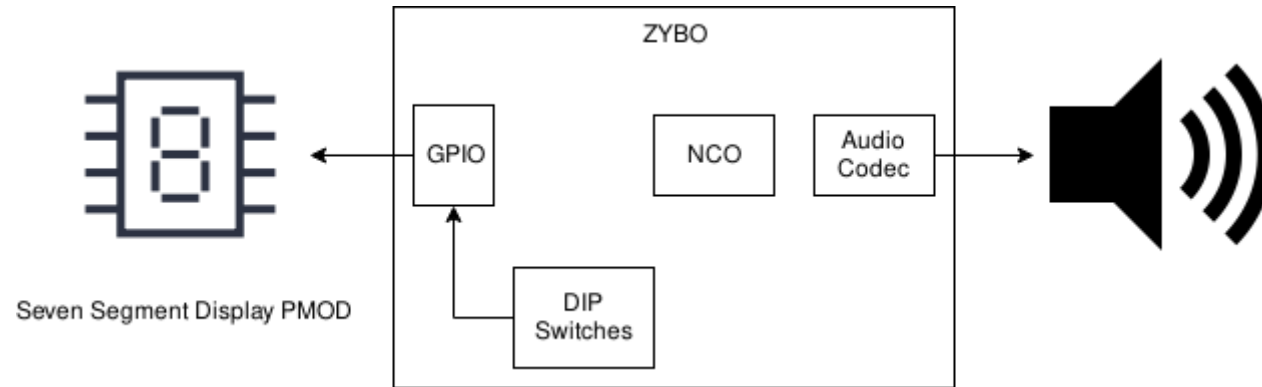 ZYBO
GPIO
NCO
Audio
Codec
DIP
Switches
Seven Segment Display PMOD